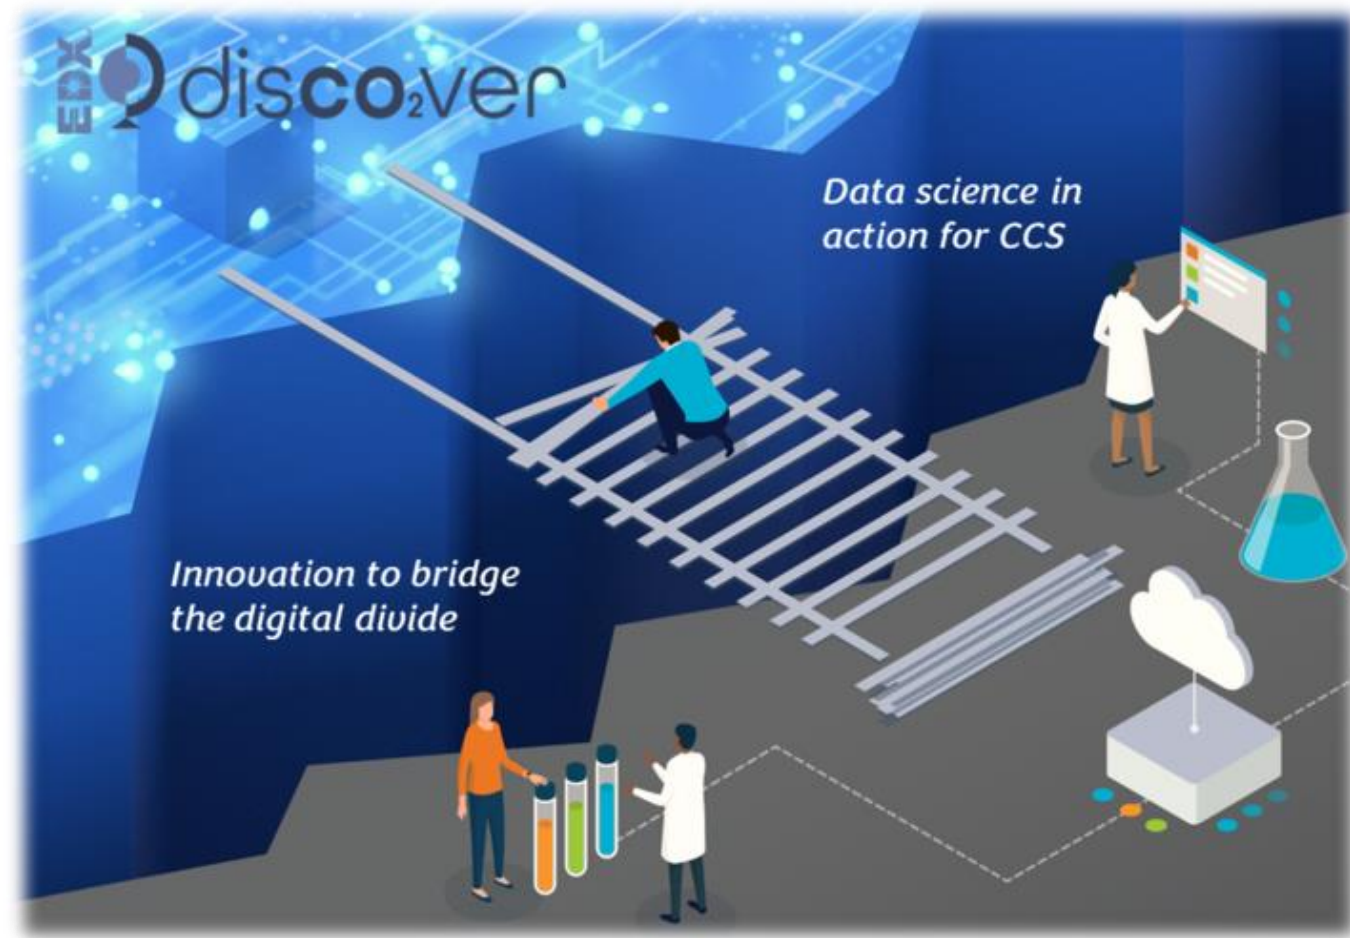 EDX disco₂ver
Data science in
action for CCS
Innovation to bridge
the digital divide